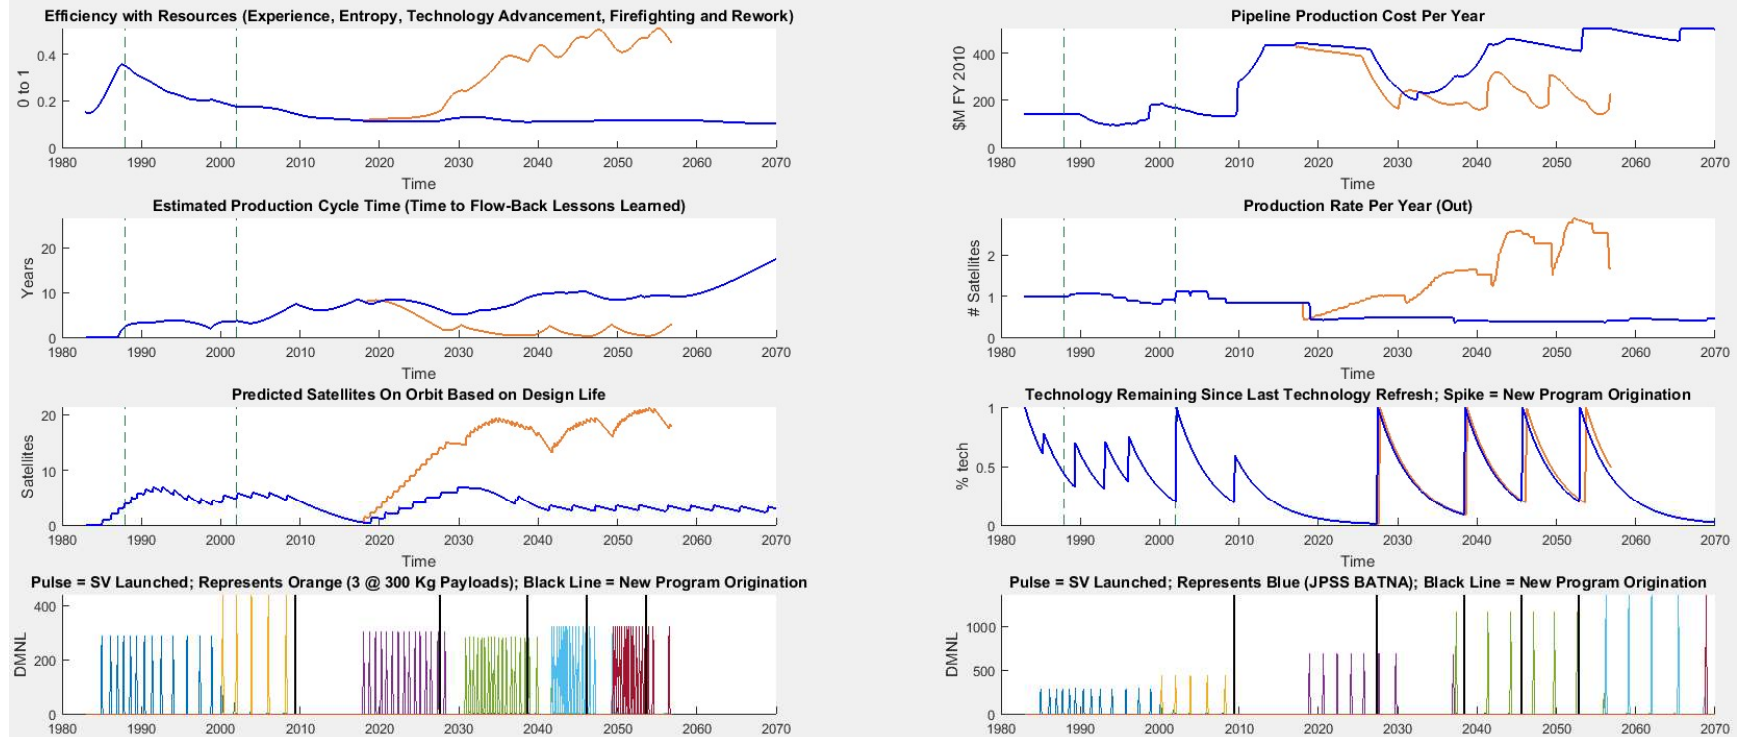 Efficiency with Resources (Experience, Entropy, Technology Advancement, Firefighting and Rework)
0 to 1
0.4
0.2
0
1980 1990 2000 2010 2020 2030 2040 2050 2060 2070
Time
Pipeline Production Cost Per Year
$M FY 2010
400
200
0
1980 1990 2000 2010 2020 2030 2040 2050 2060 2070
Time
Estimated Production Cycle Time (Time to Flow-Back Lessons Learned)
Years
20
10
0
1980 1990 2000 2010 2020 2030 2040 2050 2060 2070
Time
Production Rate Per Year (Out)
# Satellites
2
1
0
1980 1990 2000 2010 2020 2030 2040 2050 2060 2070
Time
Predicted Satellites On Orbit Based on Design Life
Satellites
20
10
0
1980 1990 2000 2010 2020 2030 2040 2050 2060 2070
Time
Technology Remaining Since Last Technology Refresh; Spike = New Program Origination
% tech
1
0.5
0
1980 1990 2000 2010 2020 2030 2040 2050 2060 2070
Time
Pulse = SV Launched; Represents Orange (3 @ 300 Kg Payloads); Black Line = New Program Origination
DMNL
400
200
0
1980 1990 2000 2010 2020 2030 2040 2050 2060 2070
Pulse = SV Launched; Represents Blue (JPSS BATNA); Black Line = New Program Origination
DMNL
1000
500
0
1980 1990 2000 2010 2020 2030 2040 2050 2060 2070